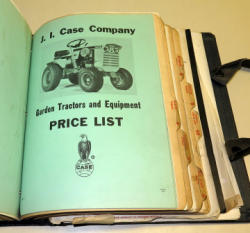 J. I. Case Company
Garden Tractors and Equipment
PRICE LIST
CASE